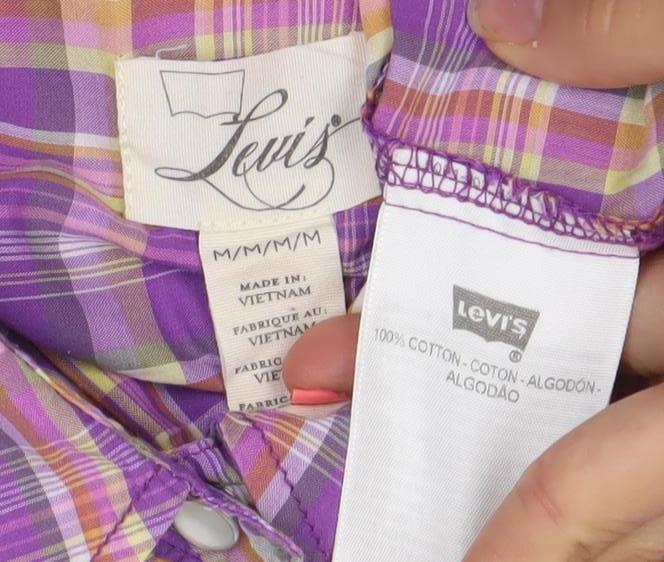 Levi's®
M/M/M/M
MADE IN:
VIETNAM
FABRIQUE AU:
VIETNAM
LEVI'S
®
100% COTTON - COTON - ALGODÓN -
ALGODÃO